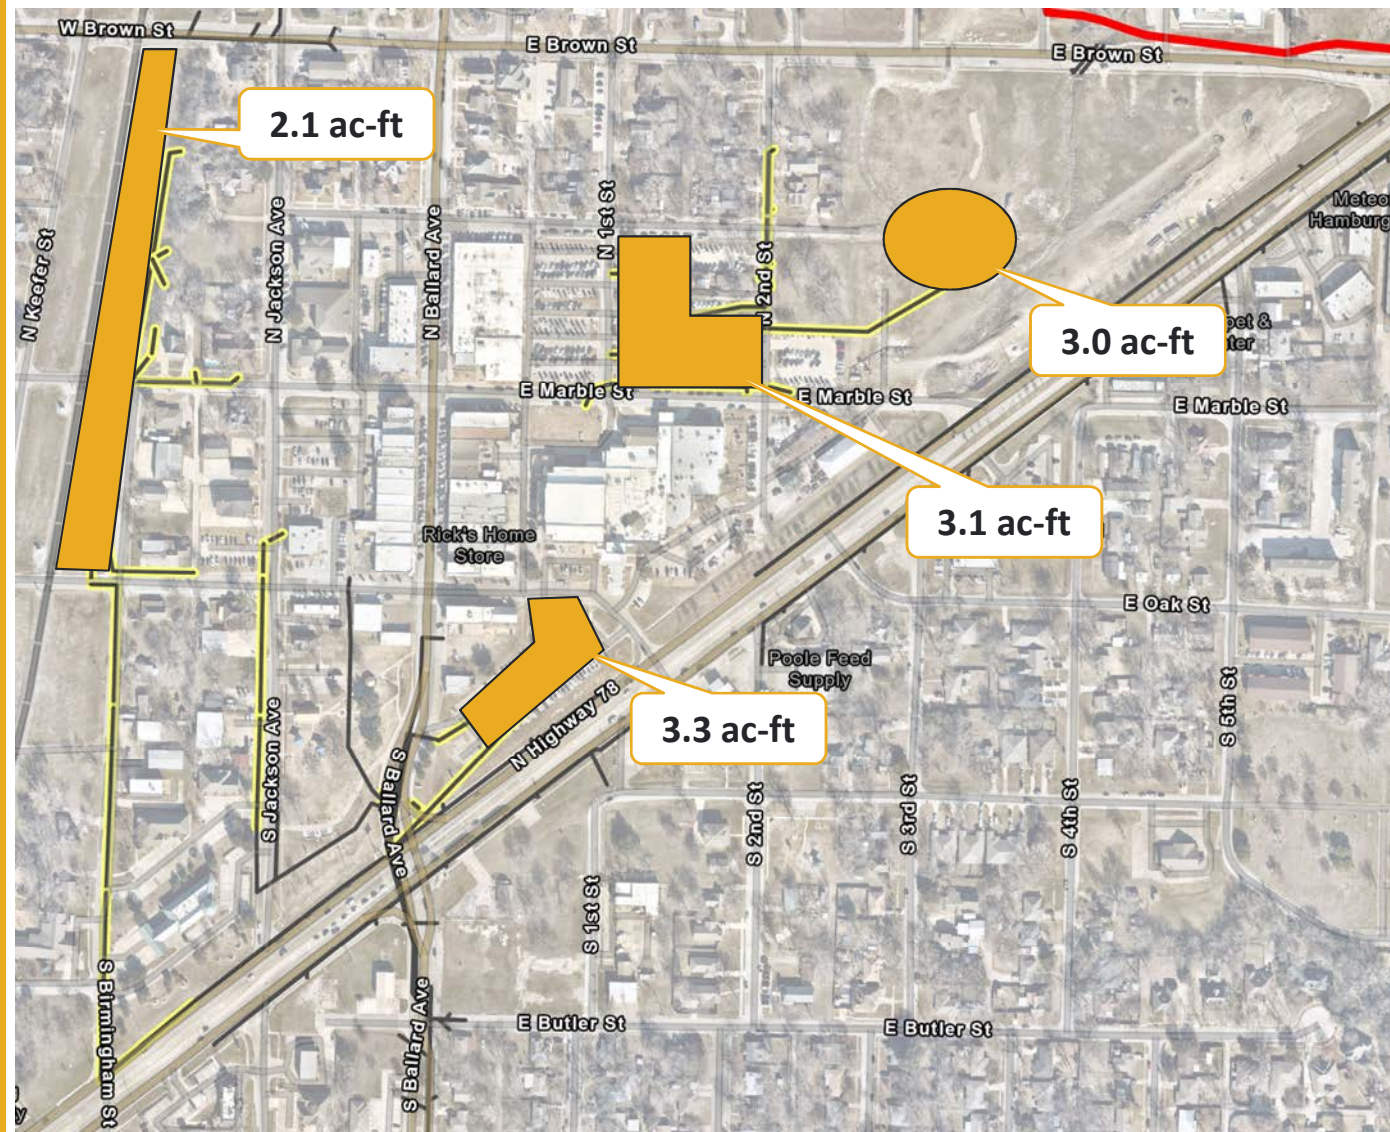 W Brown St
E Brown St
E Brown St
2.1 ac-ft
N Keefer St
N Jackson Ave
N Ballard Ave
N 1st St
N 2nd St
Hamburg
3.0 ac-ft
E Marble St
E Marble St
E Marble St
3.1 ac-ft
Rick's Home
Store
E Oak St
Poole Feed
Supply
N Highway 78
3.3 ac-ft
S Jackson Ave
S Ballard Ave
S 1st St
S 2nd St
S 3rd St
S 4th St
S 5th St
S Birmingham St
S Ballard Ave
E Butler St
E Butler St